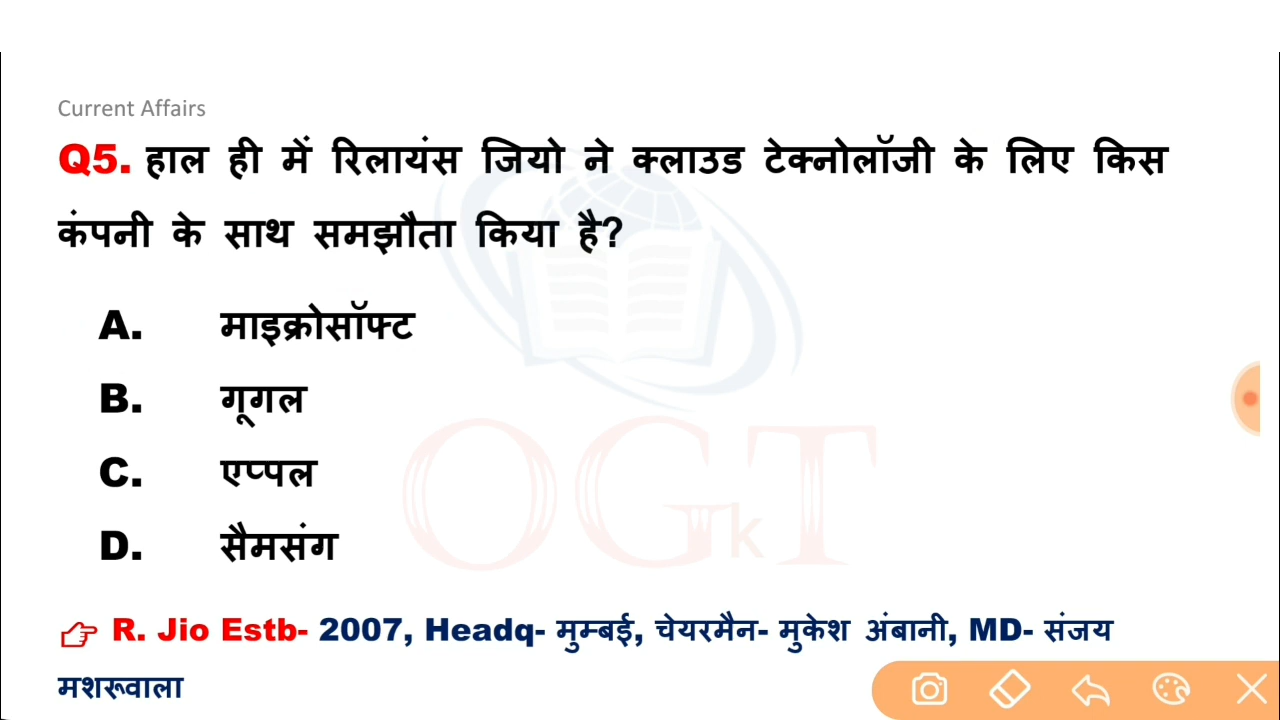 Current Affairs
Q5. हाल ही में रिलायंस जियो ने क्लाउड टेक्नोलॉजी के लिए किस
कंपनी के साथ समझौता किया है?
A. माइक्रोसॉफ्ट
B. गूगल
C. एप्पल
D. सैमसंग
OGT
k
R. Jio Estb- 2007, Headq- मुम्बई, चेयरमैन- मुकेश अंबानी, MD- संजय
मशरूवाला